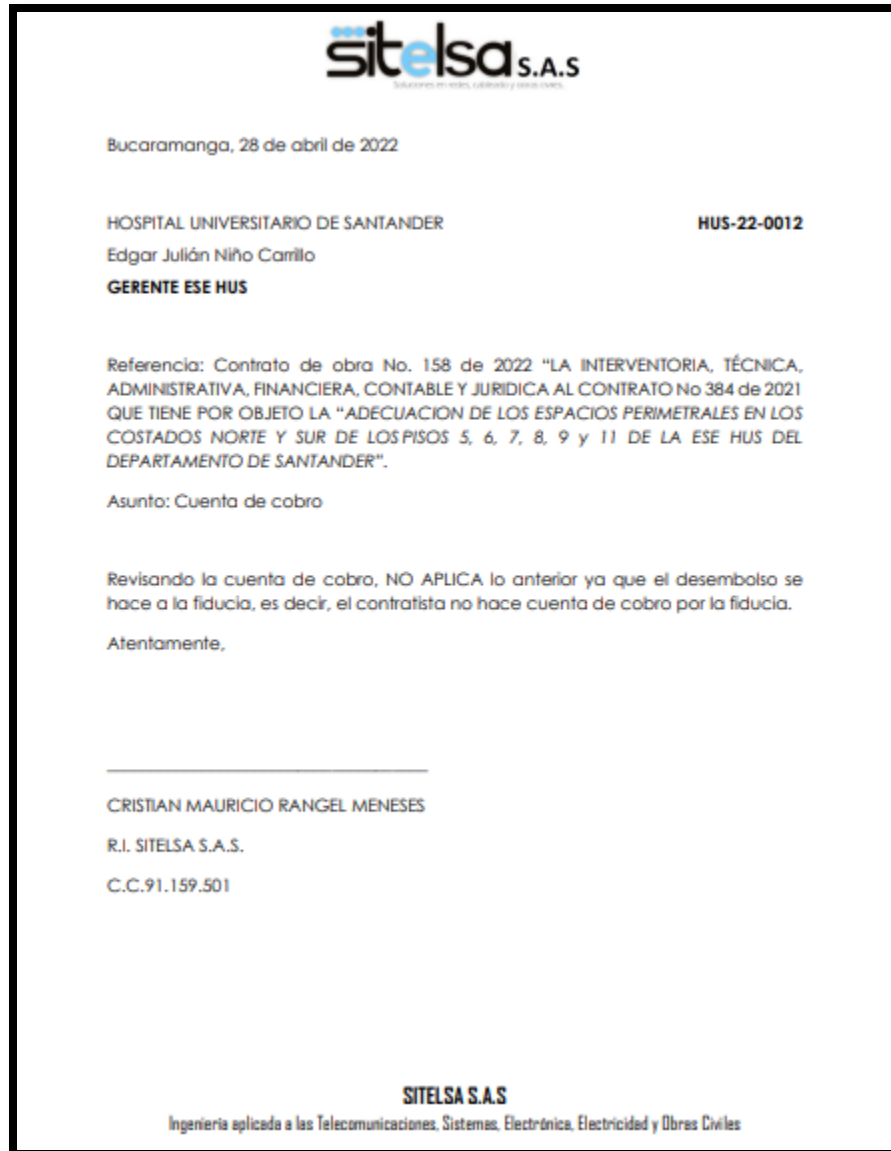 sitelsa S.A.S
Soluciones en redes, cableado y obras civiles.
Bucaramanga, 28 de abril de 2022
HOSPITAL UNIVERSITARIO DE SANTANDER HUS-22-0012
Edgar Julián Niño Carrillo
GERENTE ESE HUS
Referencia: Contrato de obra No. 158 de 2022 “LA INTERVENTORIA, TÉCNICA,
ADMINISTRATIVA, FINANCIERA, CONTABLE Y JURIDICA AL CONTRATO No 384 de 2021
QUE TIENE POR OBJETO LA “ADECUACION DE LOS ESPACIOS PERIMETRALES EN LOS
COSTADOS NORTE Y SUR DE LOS PISOS 5, 6, 7, 8, 9 y 11 DE LA ESE HUS DEL
DEPARTAMENTO DE SANTANDER”.
Asunto: Cuenta de cobro
Revisando la cuenta de cobro, NO APLICA lo anterior ya que el desembolso se
hace a la fiducia, es decir, el contratista no hace cuenta de cobro por la fiducia.
Atentamente,
CRISTIAN MAURICIO RANGEL MENESES
R.I. SITELSA S.A.S.
C.C.91.159.501
SITELSA S.A.S
Ingeniería aplicada a las Telecomunicaciones, Sistemas, Electrónica, Electricidad y Obras Civiles